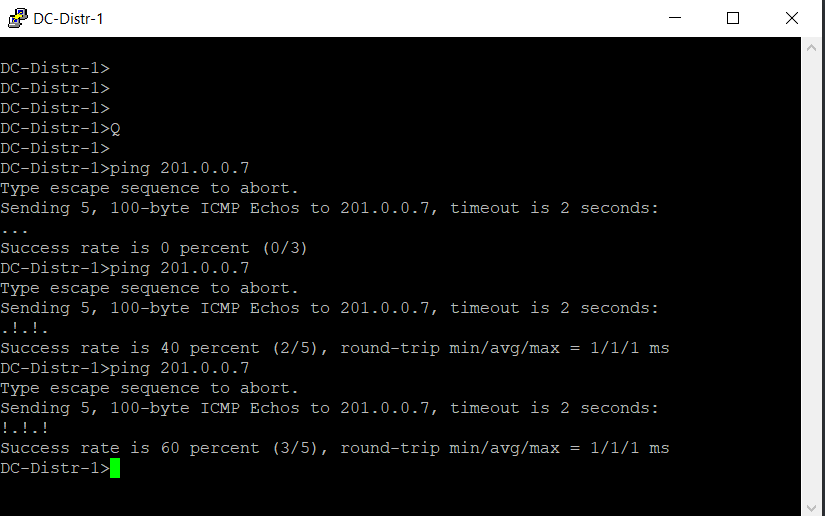 DC-Distr-1
DC-Distr-1>
DC-Distr-1>
DC-Distr-1>
DC-Distr-1>Q
DC-Distr-1>
DC-Distr-1>ping 201.0.0.7
Type escape sequence to abort.
Sending 5, 100-byte ICMP Echos to 201.0.0.7, timeout is 2 seconds:
...
Success rate is 0 percent (0/3)
DC-Distr-1>ping 201.0.0.7
Type escape sequence to abort.
Sending 5, 100-byte ICMP Echos to 201.0.0.7, timeout is 2 seconds:
.!.!.
Success rate is 40 percent (2/5), round-trip min/avg/max = 1/1/1 ms
DC-Distr-1>ping 201.0.0.7
Type escape sequence to abort.
Sending 5, 100-byte ICMP Echos to 201.0.0.7, timeout is 2 seconds:
!.!.!
Success rate is 60 percent (3/5), round-trip min/avg/max = 1/1/1 ms
DC-Distr-1>